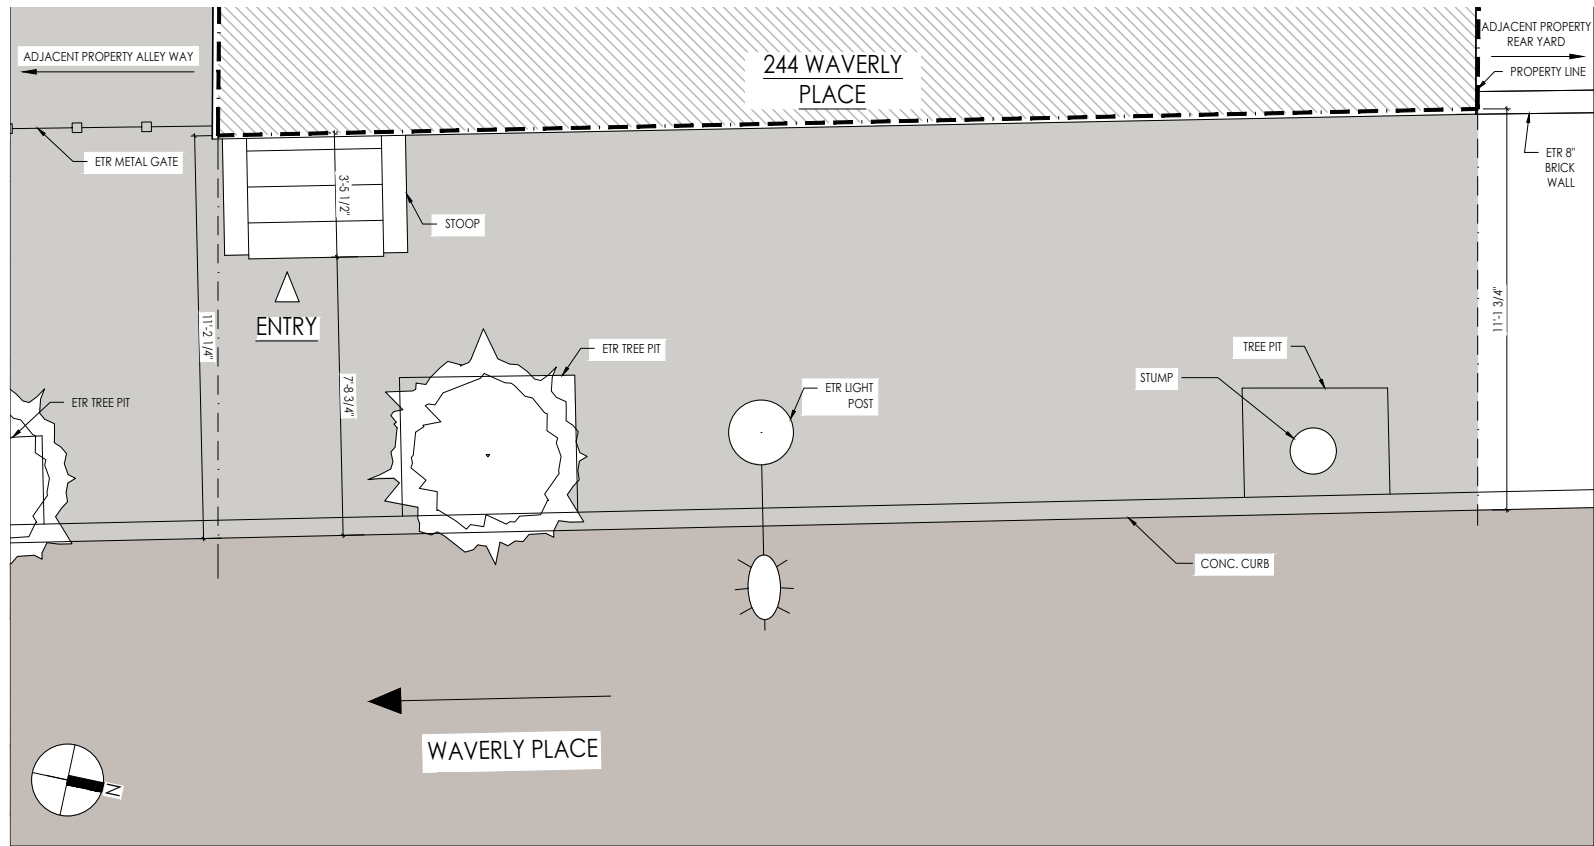 ADJACENT PROPERTY ALLEY WAY
244 WAVERLY
PLACE
ADJACENT PROPERTY
REAR YARD
PROPERTY LINE
ETR METAL GATE
ETR 8"
BRICK
WALL
3'-5 1/2"
STOOP
ENTRY
11'-2 1/4"
7'-8 3/4"
11'-1 3/4"
ETR TREE PIT
TREE PIT
STUMP
ETR LIGHT
POST
ETR TREE PIT
CONC. CURB
WAVERLY PLACE
N